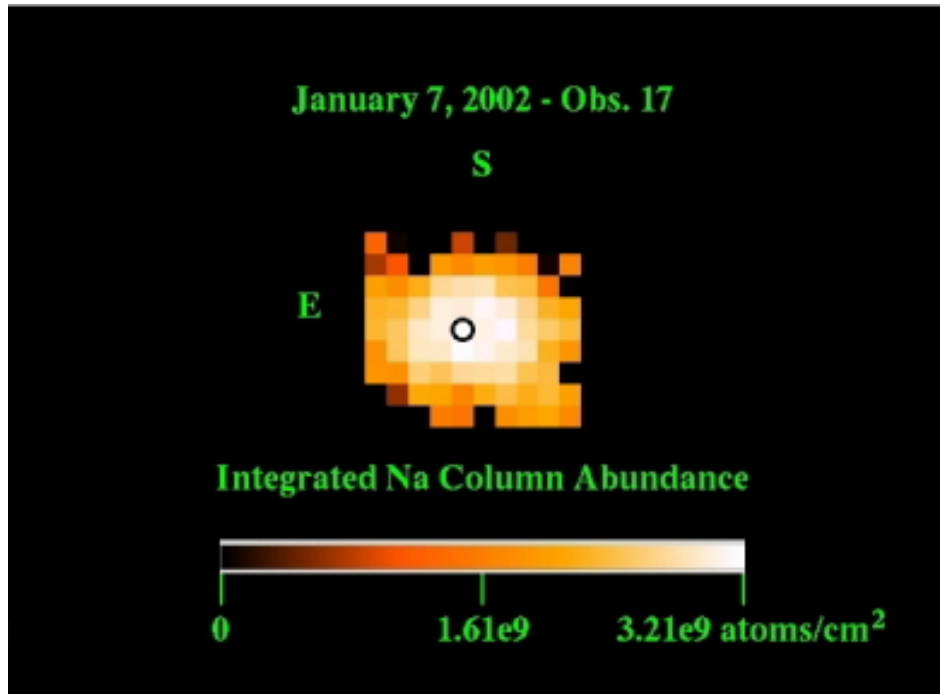 January 7, 2002 - Obs. 17
S
E
Integrated Na Column Abundance
0 1.61e9 3.21e9 atoms/cm²